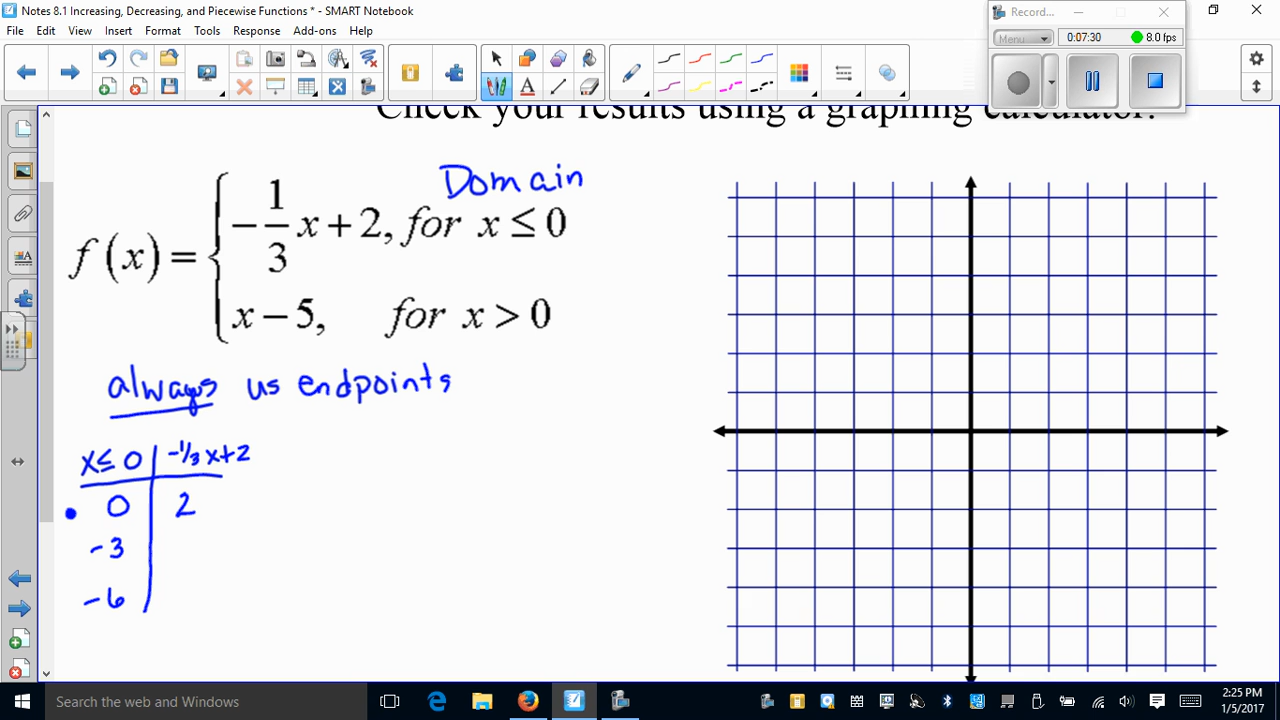 Notes 8.1 Increasing, Decreasing, and Piecewise Functions * - SMART Notebook
Record...
File Edit View Insert Format Tools Response Add-ons Help
Menu 0:07:30 8.0 fps
Check your results using a graphing calculator.
Domain
f(x) = { -1/3 x + 2, for x ≤ 0
x - 5, for x > 0
always us endpoints
x ≤ 0 | -1/3 x + 2
0 2
-3
-6
Search the web and Windows
2:25 PM
1/5/2017